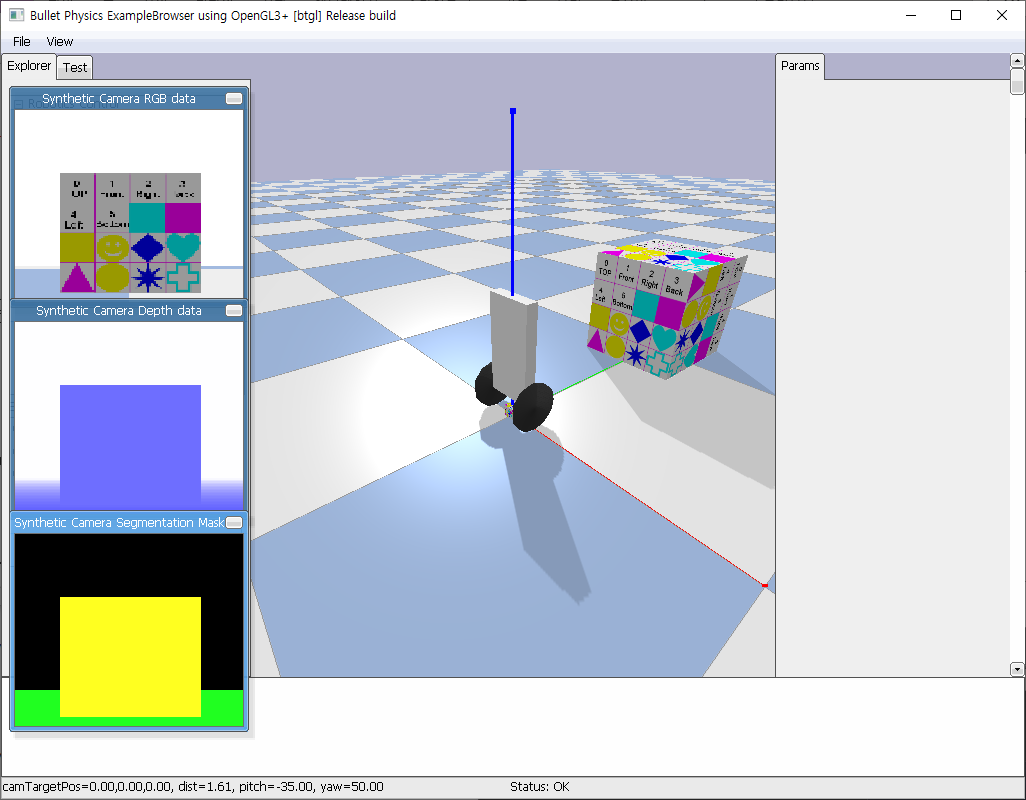 Bullet Physics ExampleBrowser using OpenGL3+ [btgl] Release build
File View
Explorer Test
Params
Synthetic Camera RGB data
0 1 2 3
TOP Front Right Back
4 5
Left Bottom
Synthetic Camera Depth data
Synthetic Camera Segmentation Mask
0 1 2 3
TOP Front Right Back
4 5
Left Bottom
camTargetPos=0.00,0.00,0.00, dist=1.61, pitch=-35.00, yaw=50.00 Status: OK